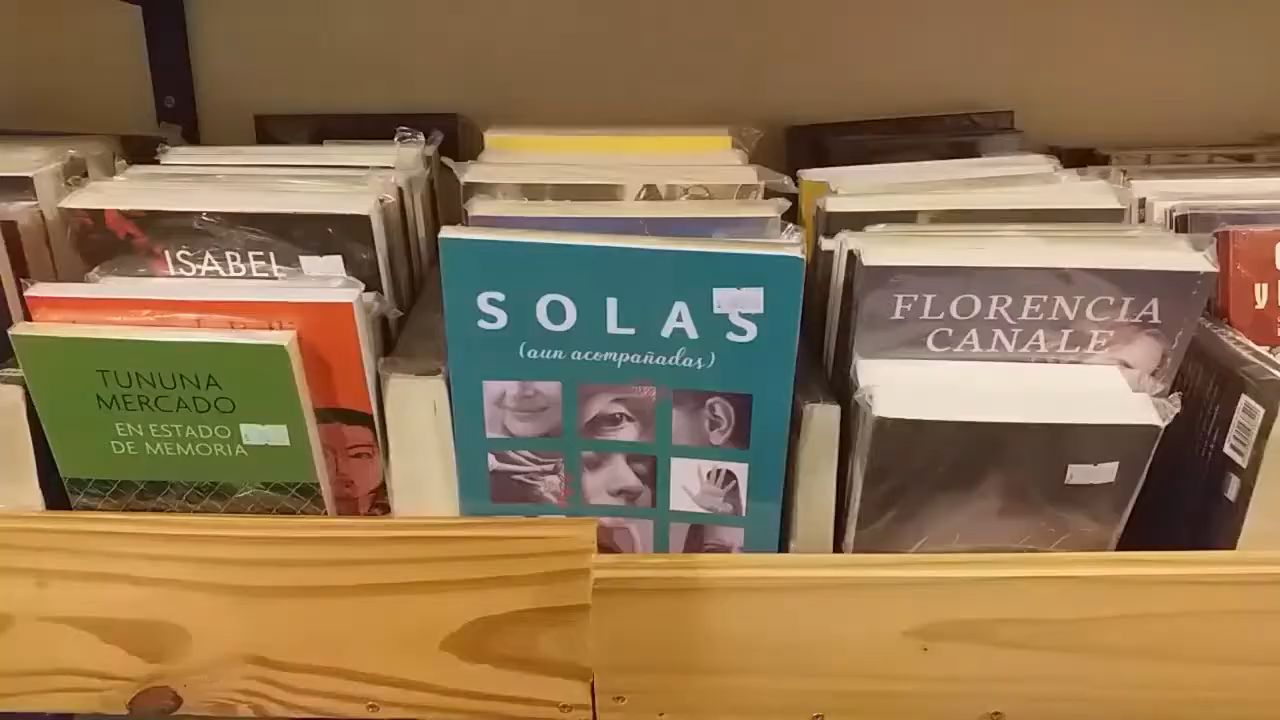 ISABEL
TUNUNA
MERCADO
EN ESTADO
DE MEMORIA
SOLAS
(aun acompañadas)
FLORENCIA
CANALE
y